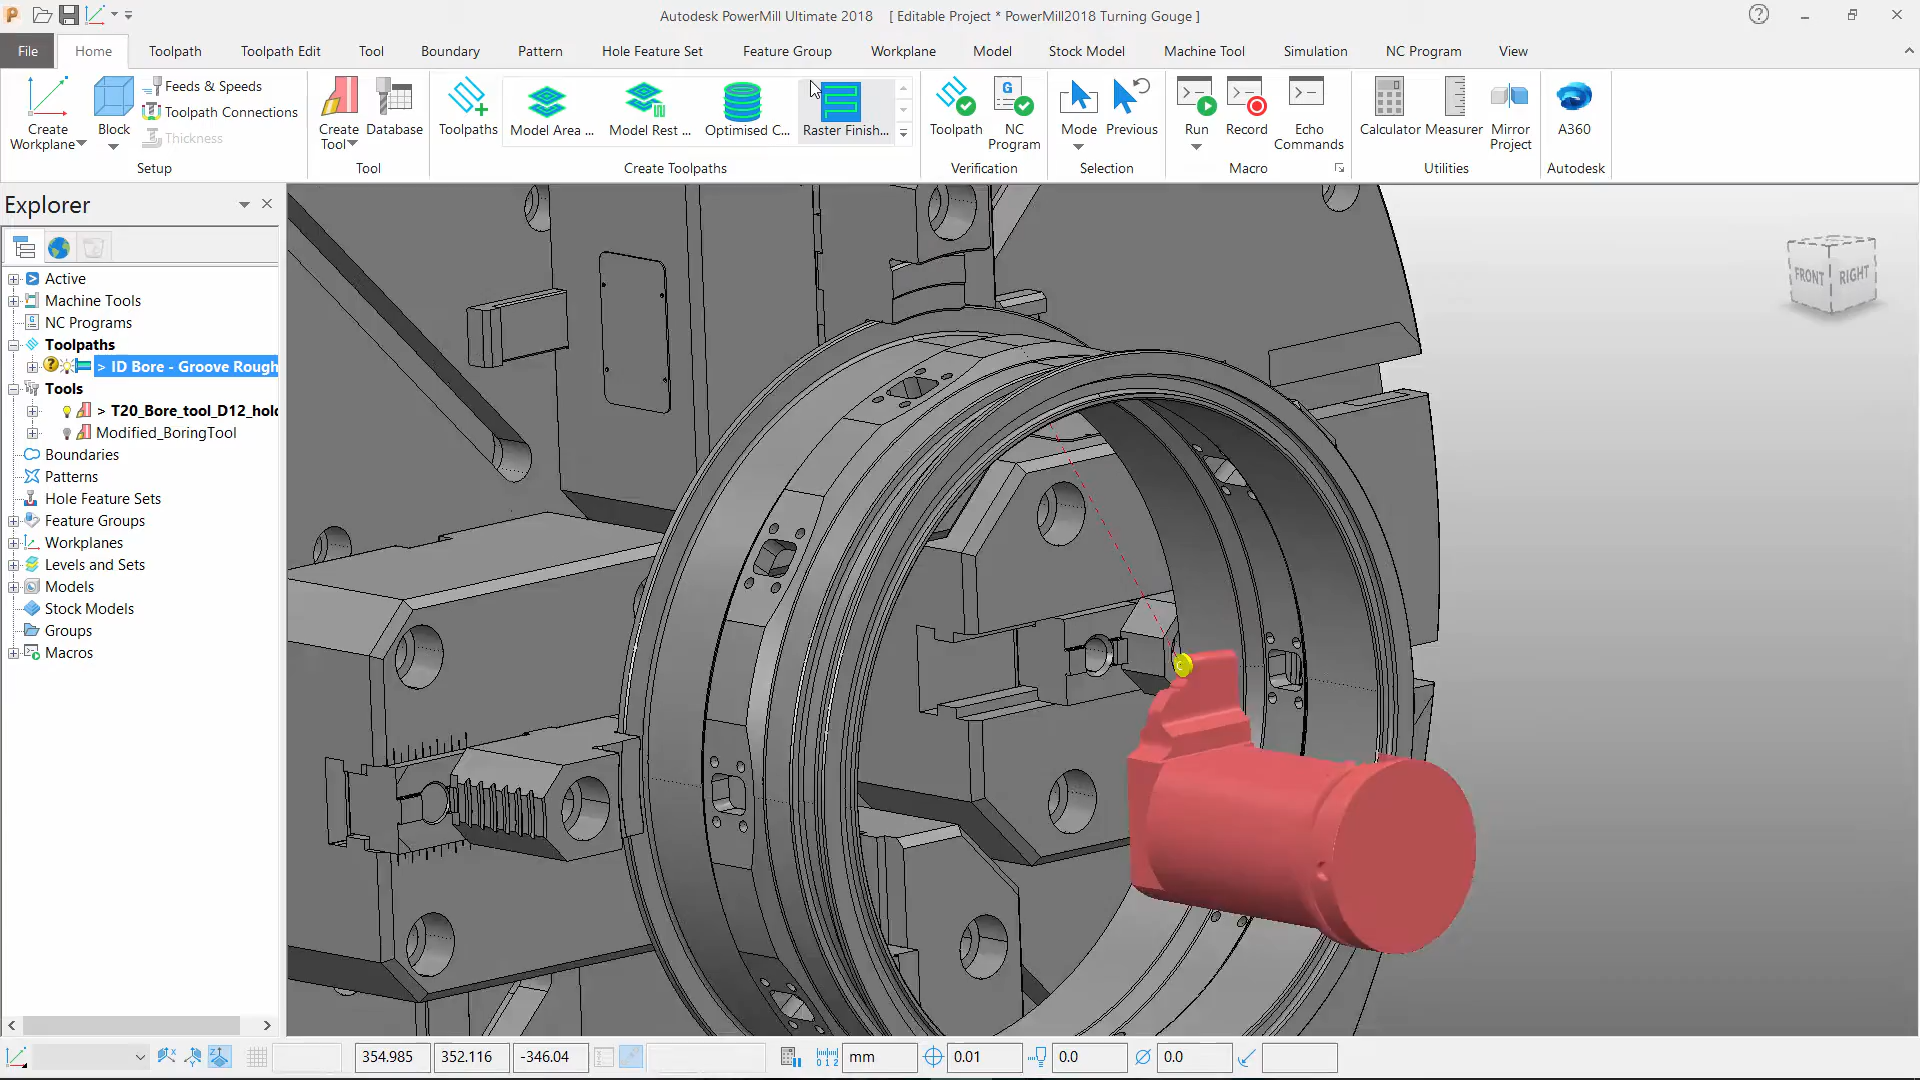 Autodesk PowerMill Ultimate 2018 [ Editable Project * PowerMill2018 Turning Gouge ]
File Home Toolpath Toolpath Edit Tool Boundary Pattern Hole Feature Set Feature Group Workplane Model Stock Model Machine Tool Simulation NC Program View
Create Workplane
Block
Feeds & Speeds
Toolpath Connections
Thickness
Setup
Create Tool
Database
Tool
Toolpaths
Model Area ...
Model Rest ...
Optimised C...
Raster Finish...
Create Toolpaths
Toolpath
NC Program
Verification
Mode
Previous
Selection
Run
Record
Echo Commands
Macro
Calculator
Measurer
Mirror Project
Utilities
A360
Autodesk
Explorer
Active
Machine Tools
NC Programs
Toolpaths
> ID Bore - Groove Rough
Tools
> T20_Bore_tool_D12_hold
Modified_BoringTool
Boundaries
Patterns
Hole Feature Sets
Feature Groups
Workplanes
Levels and Sets
Models
Stock Models
Groups
Macros
FRONT RIGHT
354.985 352.116 -346.04 mm 0.01 0.0 0.0